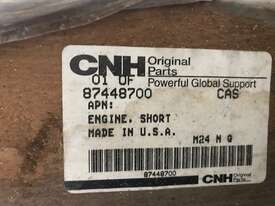 CNH Original
Parts
01 OF Powerful Global Support
87448700 CAS
APN:
ENGINE, SHORT
MADE IN U.S.A. M24 N G
87448700
CNH Original
Parts